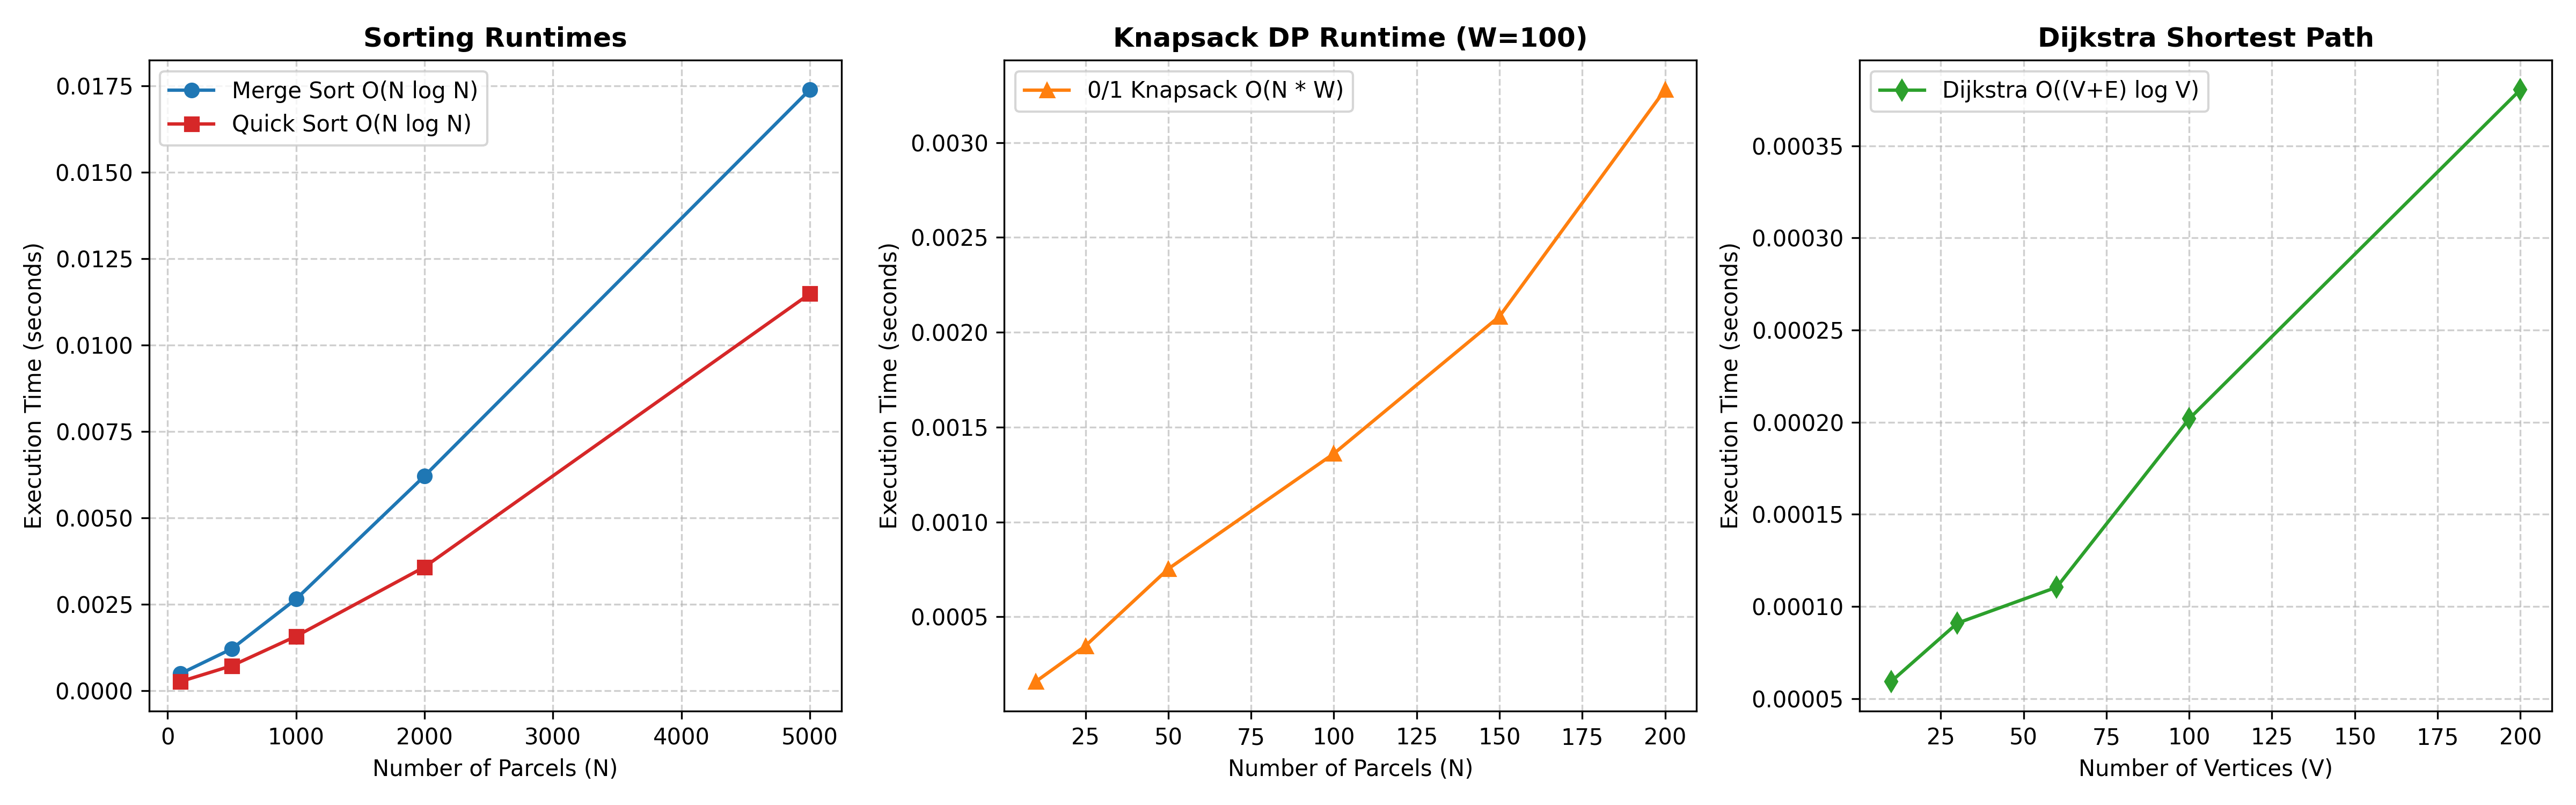 Sorting Runtimes
Merge Sort O(N log N)
Quick Sort O(N log N)
Execution Time (seconds)
0.0175
0.0150
0.0125
0.0100
0.0075
0.0050
0.0025
0.0000
0 1000 2000 3000 4000 5000
Number of Parcels (N)
Knapsack DP Runtime (W=100)
0/1 Knapsack O(N * W)
Execution Time (seconds)
0.0030
0.0025
0.0020
0.0015
0.0010
0.0005
25 50 75 100 125 150 175 200
Number of Parcels (N)
Dijkstra Shortest Path
Dijkstra O((V+E) log V)
Execution Time (seconds)
0.00035
0.00030
0.00025
0.00020
0.00015
0.00010
0.00005
25 50 75 100 125 150 175 200
Number of Vertices (V)